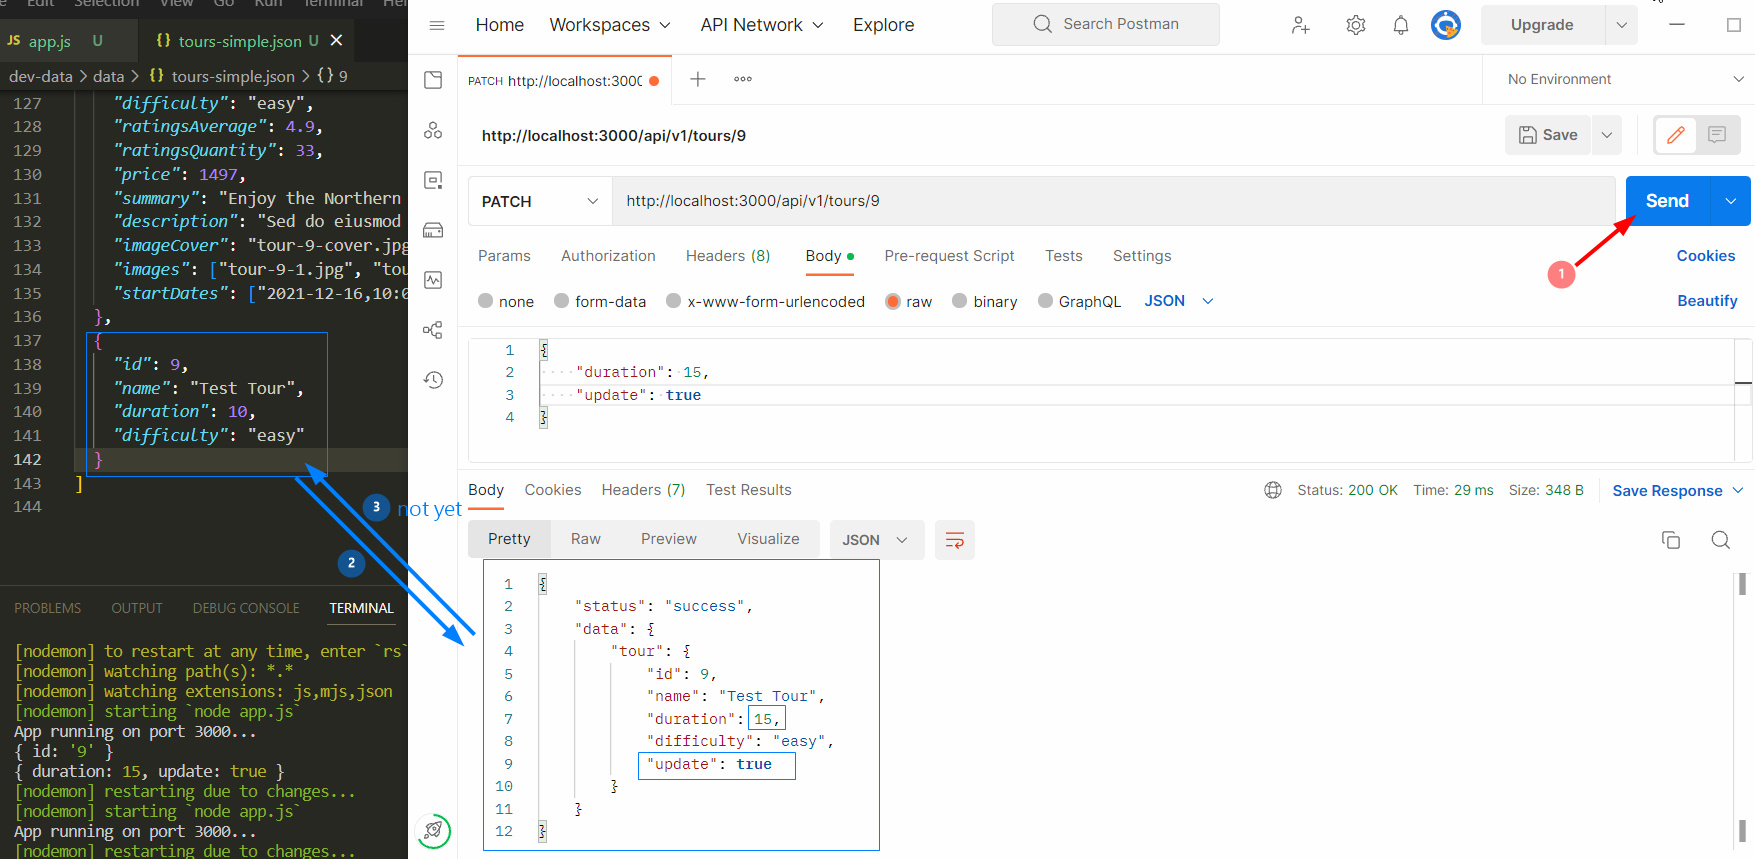 Edit Selection View Go Run Terminal
JS app.js U
{} tours-simple.json U ✕
dev-data > data > {} tours-simple.json > {} 9
127 "difficulty": "easy",
128 "ratingsAverage": 4.9,
129 "ratingsQuantity": 33,
130 "price": 1497,
131 "summary": "Enjoy the Northern
132 "description": "Sed do eiusmod
133 "imageCover": "tour-9-cover.jpg
134 "images": ["tour-9-1.jpg", "tou
135 "startDates": ["2021-12-16,10:0
136 },
137 {
138 "id": 9,
139 "name": "Test Tour",
140 "duration": 10,
141 "difficulty": "easy"
142 }
143 ]
144
3 not yet
2
PROBLEMS OUTPUT DEBUG CONSOLE TERMINAL
[nodemon] to restart at any time, enter `rs`
[nodemon] watching path(s): *.*
[nodemon] watching extensions: js,mjs,json
[nodemon] starting `node app.js`
App running on port 3000...
{ id: '9' }
{ duration: 15, update: true }
[nodemon] restarting due to changes...
[nodemon] starting `node app.js`
App running on port 3000...
[nodemon] restarting due to changes...
Home Workspaces API Network Explore
Search Postman
Upgrade
PATCH http://localhost:3000
No Environment
http://localhost:3000/api/v1/tours/9
Save
PATCH http://localhost:3000/api/v1/tours/9
Send
1
Params Authorization Headers (8) Body Pre-request Script Tests Settings
Cookies
none form-data x-www-form-urlencoded raw binary GraphQL JSON
Beautify
1 {
2 "duration": 15,
3 "update": true
4 }
Body Cookies Headers (7) Test Results
Status: 200 OK Time: 29 ms Size: 348 B
Save Response
Pretty Raw Preview Visualize JSON
1 {
2 "status": "success",
3 "data": {
4 "tour": {
5 "id": 9,
6 "name": "Test Tour",
7 "duration": 15,
8 "difficulty": "easy",
9 "update": true
10 }
11 }
12 }